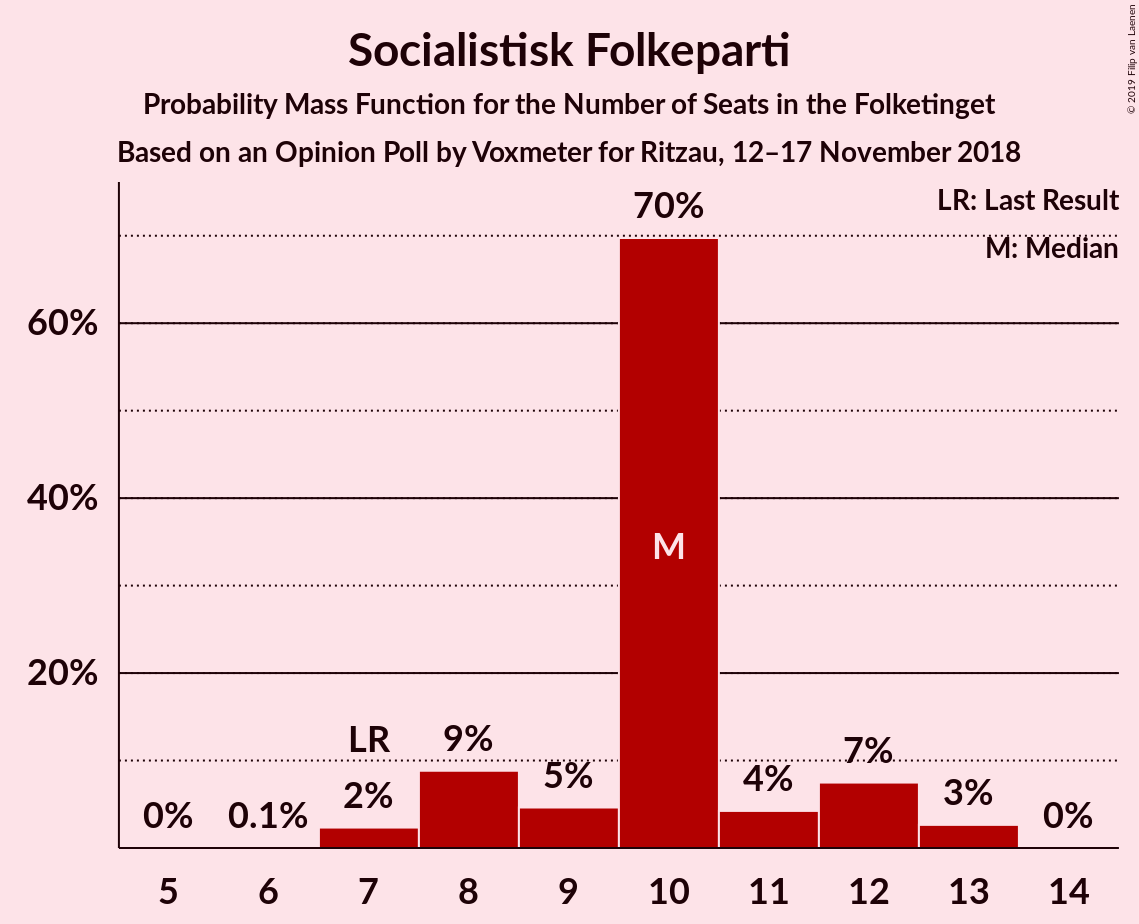 Socialistisk Folkeparti
Probability Mass Function for the Number of Seats in the Folketinget
Based on an Opinion Poll by Voxmeter for Ritzau, 12–17 November 2018
© 2019 Filip van Laenen
LR: Last Result
M: Median
60%
40%
20%
0%
0.1%
LR
2%
9%
5%
70%
M
4%
7%
3%
0%
5 6 7 8 9 10 11 12 13 14